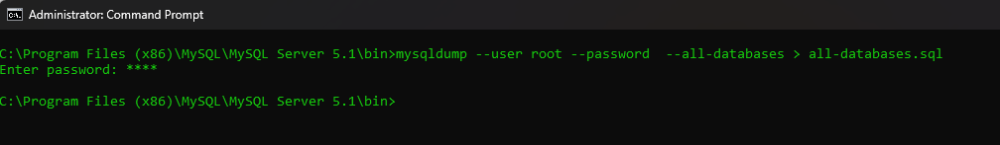 Administrator: Command Prompt
C:\Program Files (x86)\MySQL\MySQL Server 5.1\bin>mysqldump --user root --password  --all-databases > all-databases.sql
Enter password: ****
C:\Program Files (x86)\MySQL\MySQL Server 5.1\bin>